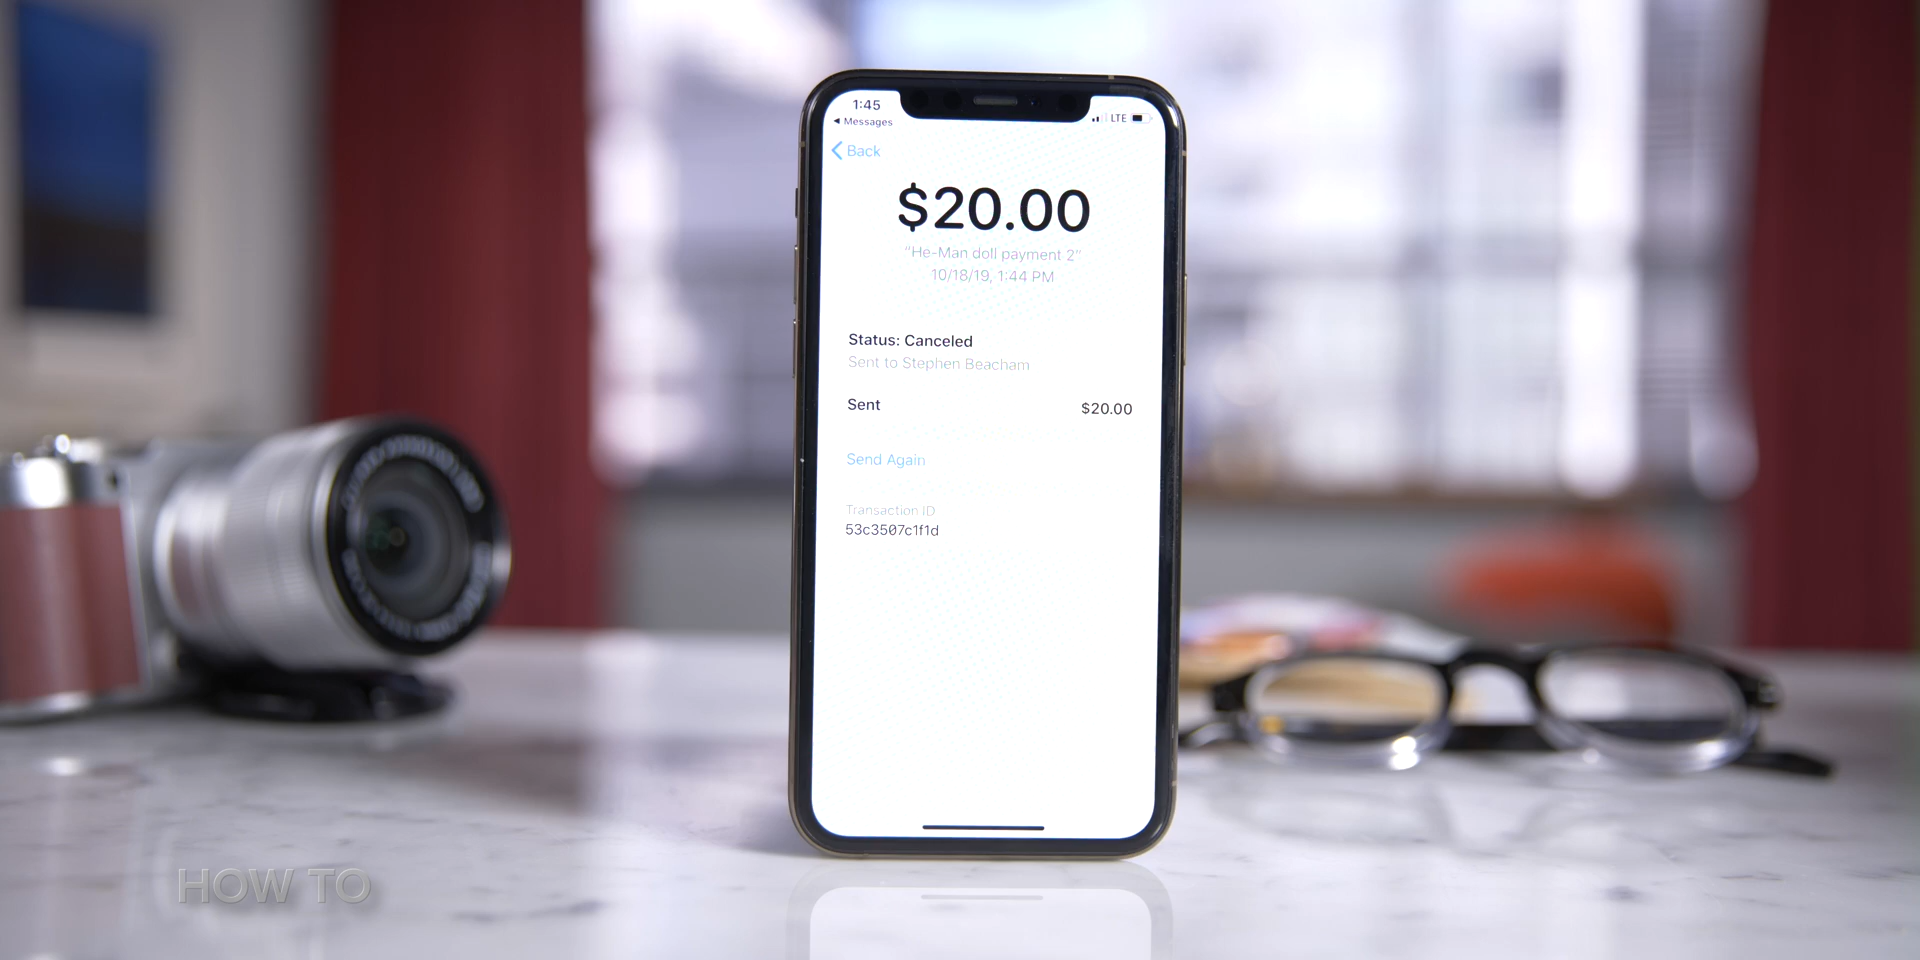 1:45
LTE
Messages
Back
$20.00
“He-Man doll payment 2”
10/18/19, 1:44 PM
Status: Canceled
Sent to Stephen Beacham
Sent $20.00
Send Again
Transaction ID
53c3507c1f1d
HOW TO